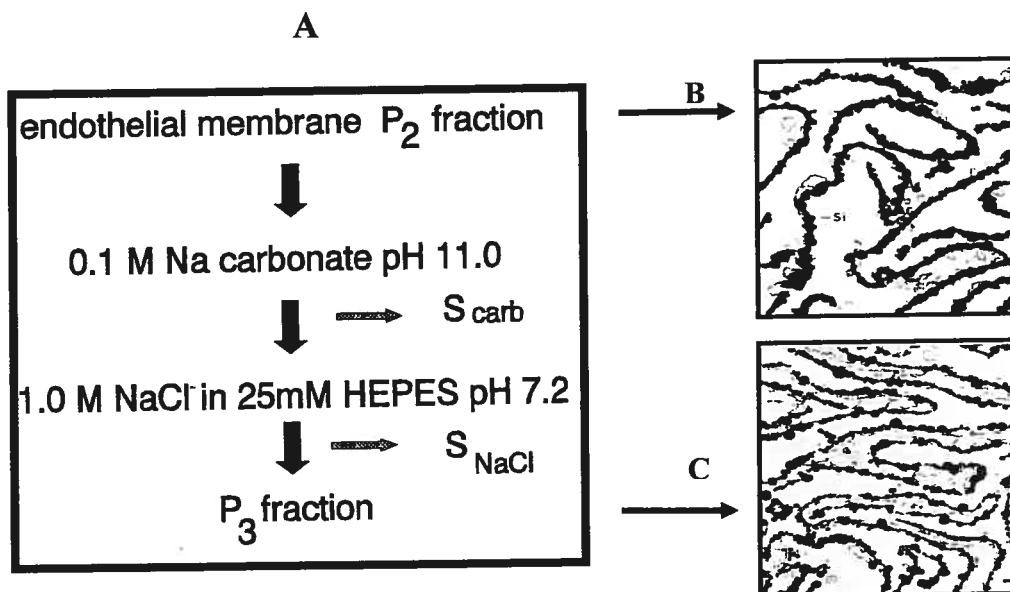 A
endothelial membrane P2 fraction
0.1 M Na carbonate pH 11.0
S carb
1.0 M NaCl in 25mM HEPES pH 7.2
S NaCl
P3 fraction
B
Si
C